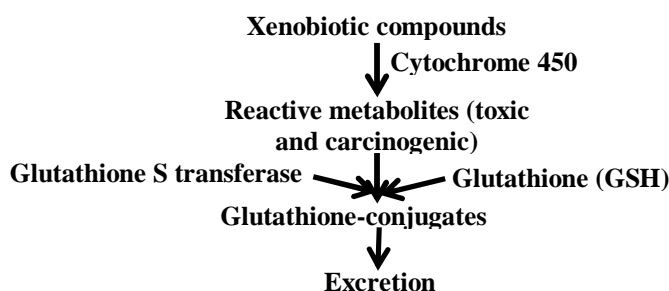 Xenobiotic compounds
Cytochrome 450
Reactive metabolites (toxic
and carcinogenic)
Glutathione S transferase
Glutathione (GSH)
Glutathione-conjugates
Excretion